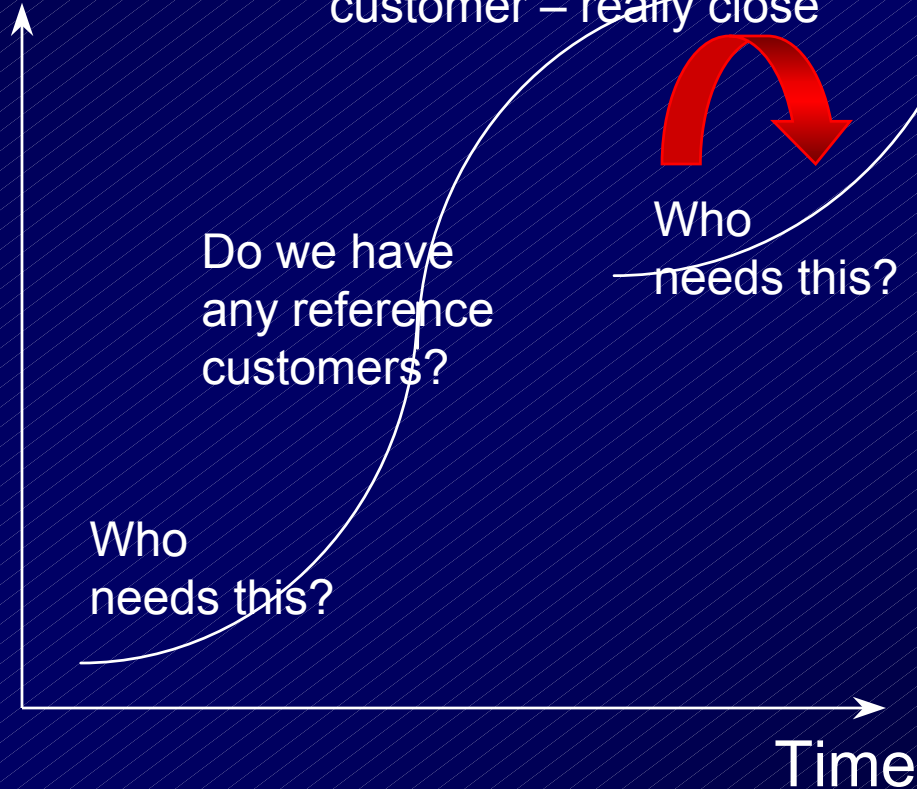 customer – really close
Do we have
any reference
customers?
Who
needs this?
Who
needs this?
Time